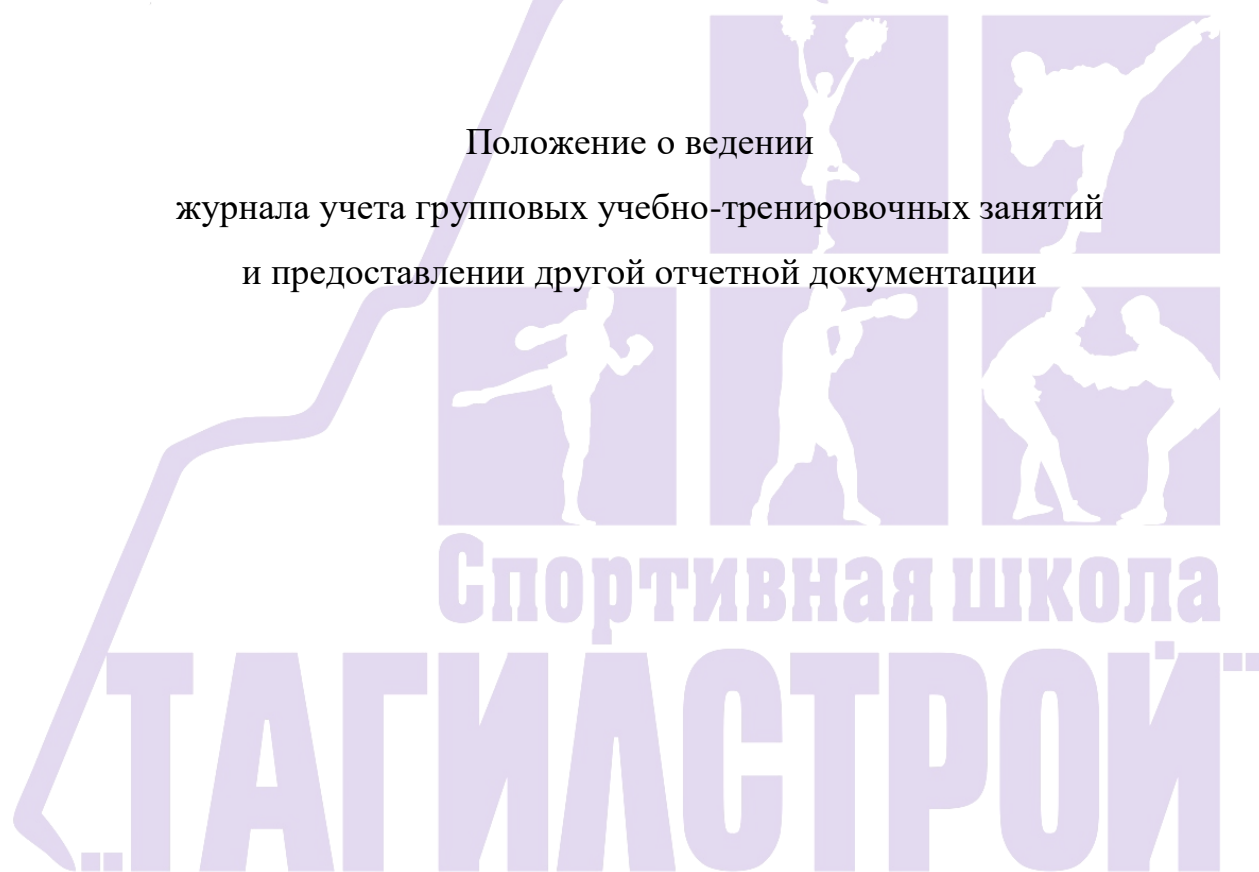 Положение о ведении
журнала учета групповых учебно-тренировочных занятий
и предоставлении другой отчетной документации
Спортивная школа
„ТАГИЛСТРОЙ"